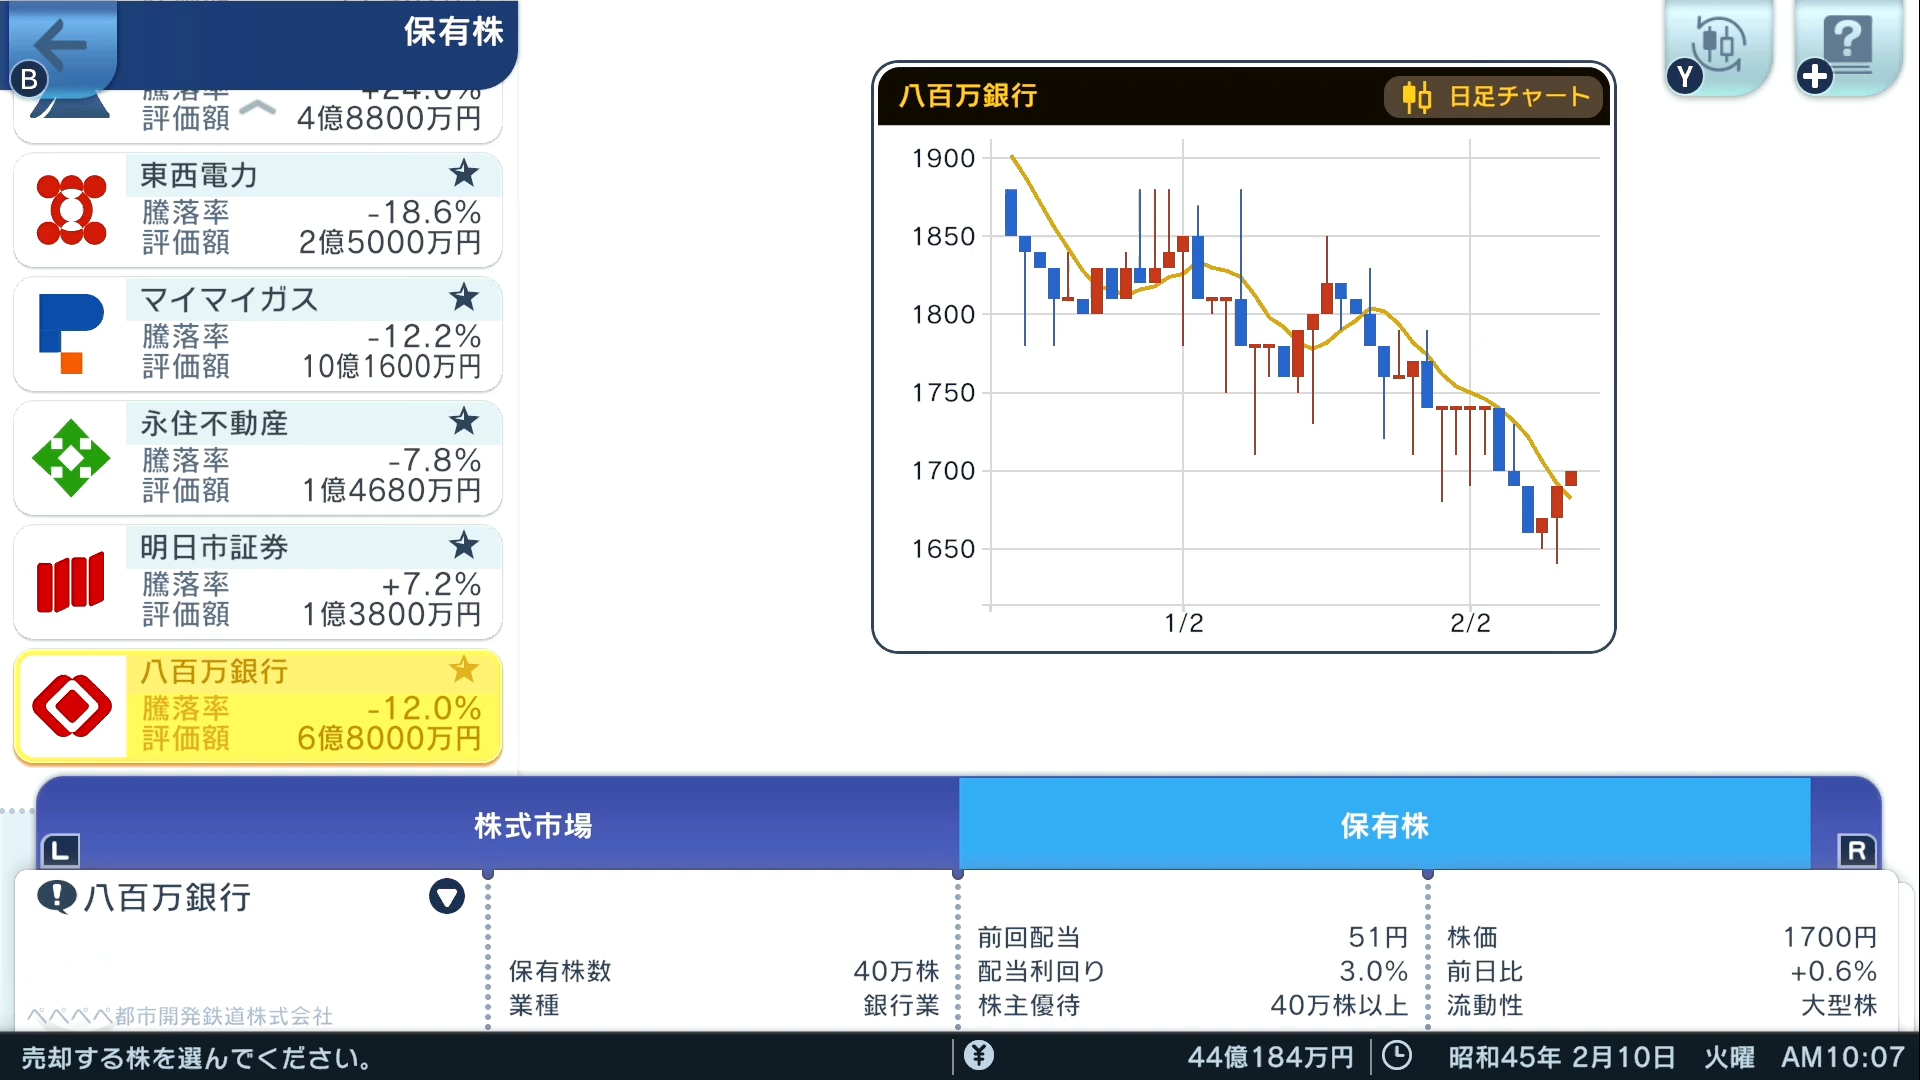 保有株
B
騰落率 +24.0%
評価額 4億8800万円
東西電力
騰落率 -18.6%
評価額 2億5000万円
マイマイガス
騰落率 -12.2%
評価額 10億1600万円
永住不動産
騰落率 -7.8%
評価額 1億4680万円
明日市証券
騰落率 +7.2%
評価額 1億3800万円
八百万銀行
騰落率 -12.0%
評価額 6億8000万円
八百万銀行 日足チャート
1900
1850
1800
1750
1700
1650
1/2 2/2
Y
?
L 株式市場 保有株 R
八百万銀行
ぺぺぺぺ都市開発鉄道株式会社
保有株数 40万株
業種 銀行業
前回配当 51円
配当利回り 3.0%
株主優待 40万株以上
株価 1700円
前日比 +0.6%
流動性 大型株
売却する株を選んでください。
¥ 44億184万円 昭和45年 2月10日 火曜 AM10:07